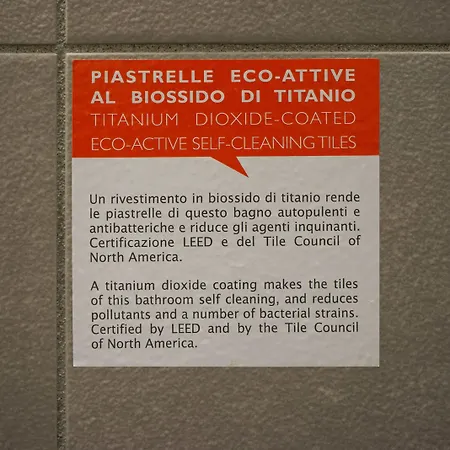 PIASTRELLE ECO-ATTIVE
AL BIOSSIDO DI TITANIO
TITANIUM DIOXIDE-COATED
ECO-ACTIVE SELF-CLEANING TILES
Un rivestimento in biossido di titanio rende
le piastrelle di questo bagno autopulenti e
antibatteriche e riduce gli agenti inquinanti.
Certificazione LEED e del Tile Council of
North America.
A titanium dioxide coating makes the tiles
of this bathroom self cleaning, and reduces
pollutants and a number of bacterial strains.
Certified by LEED and by the Tile Council
of North America.